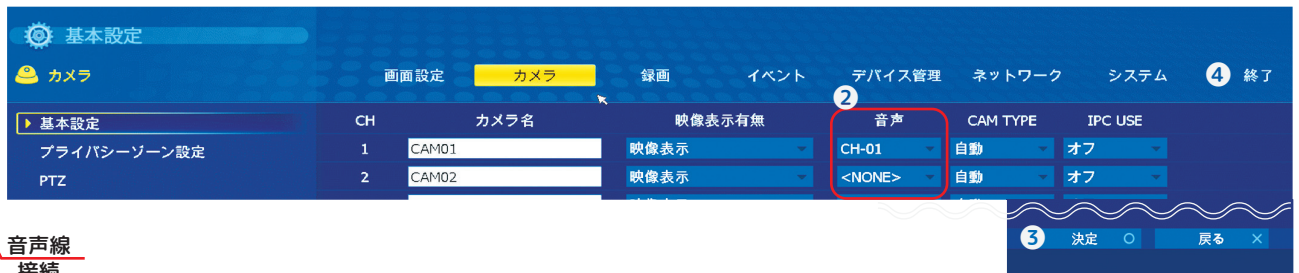 基本設定
カメラ
画面設定 カメラ 録画 イベント デバイス管理 ネットワーク システム ④ 終了
②
基本設定 CH カメラ名 映像表示有無 音声 CAM TYPE IPC USE
プライバシーゾーン設定 1 CAM01 映像表示 CH-01 自動 オフ
PTZ 2 CAM02 映像表示 <NONE> 自動 オフ
③ 決定 ○ 戻る ×
音声線
接続